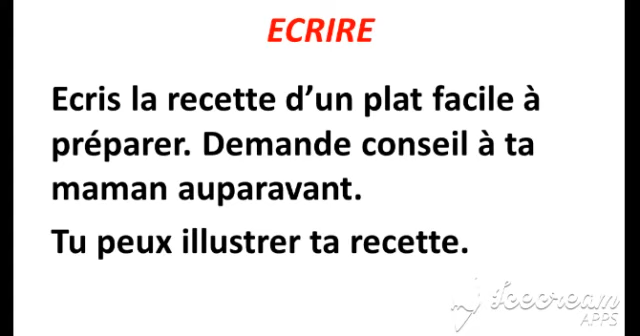 ECRIRE
Ecris la recette d’un plat facile à
préparer. Demande conseil à ta
maman auparavant.
Tu peux illustrer ta recette.
Icecream
APPS